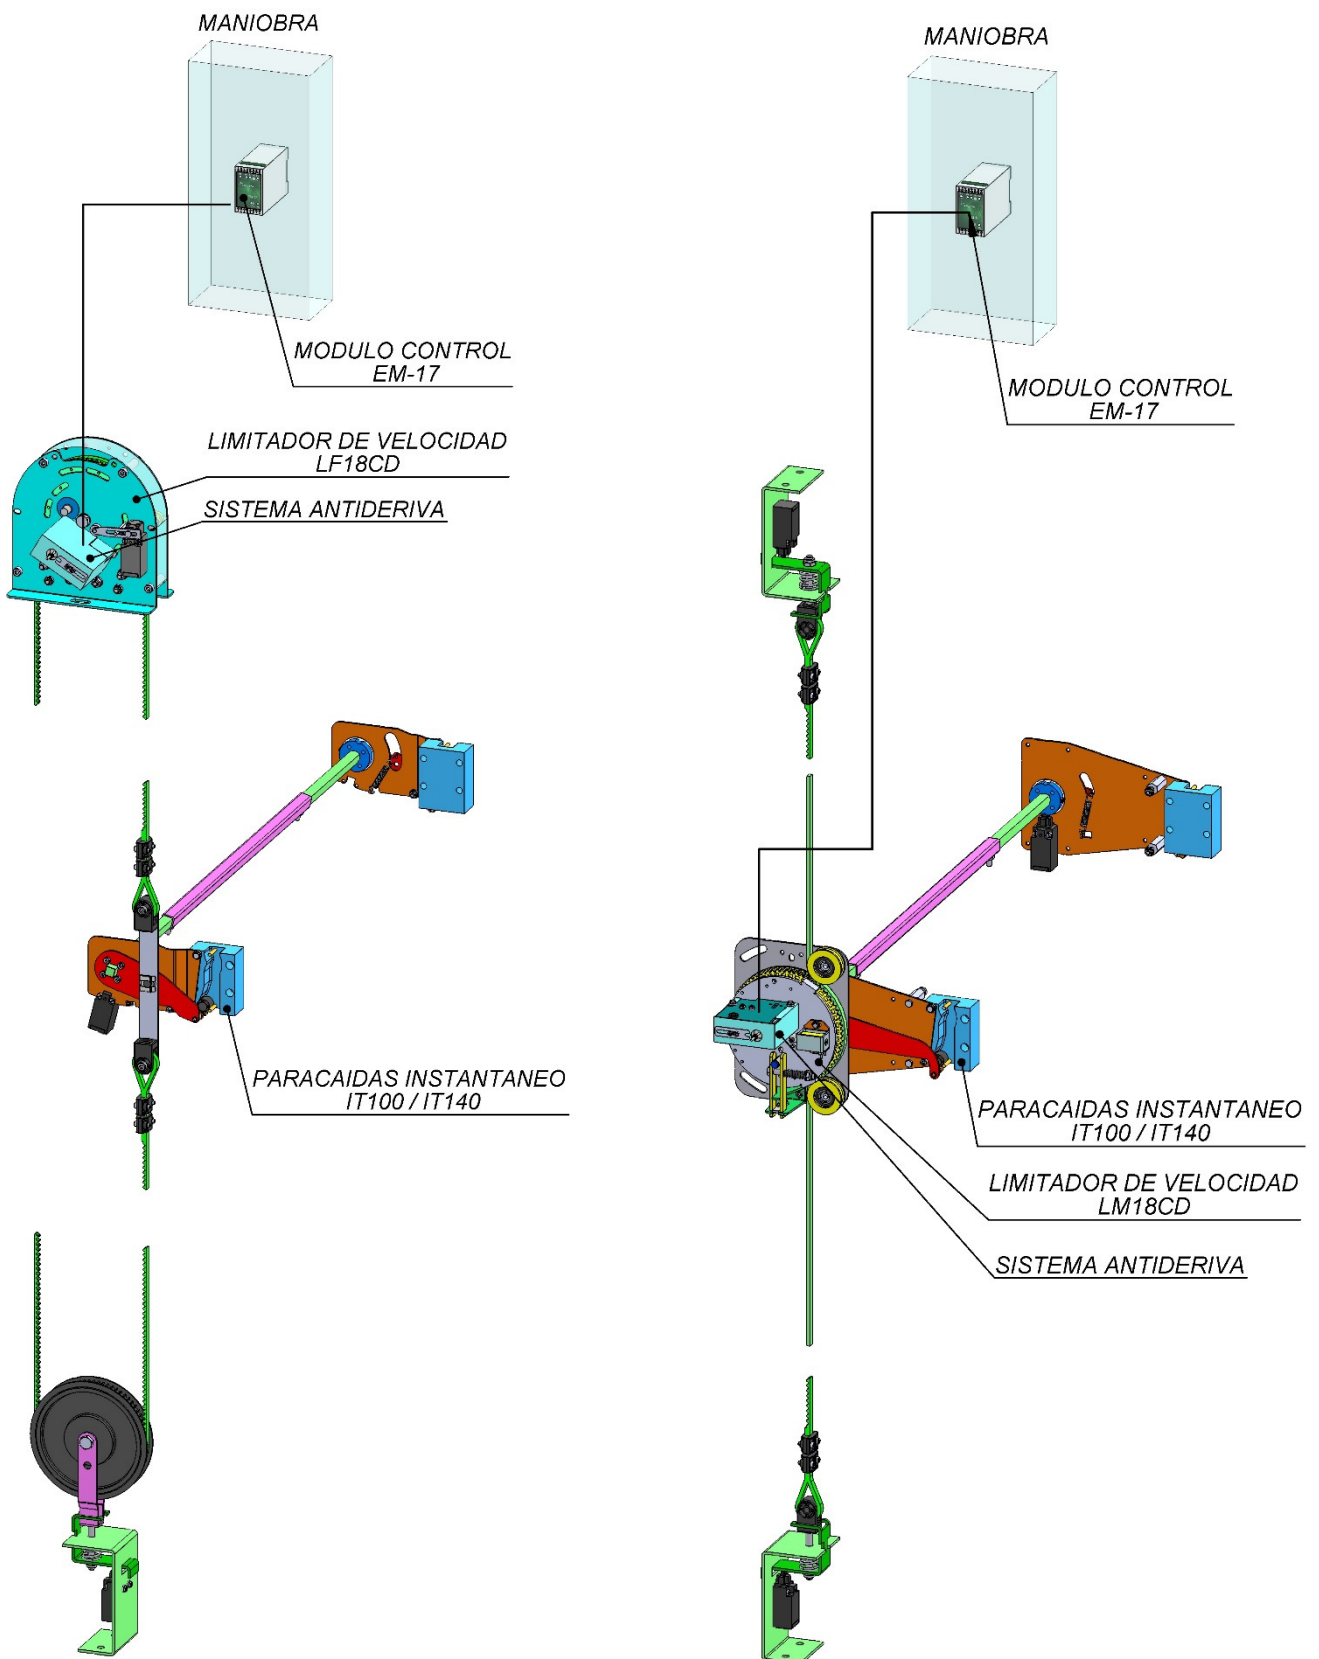 MANIOBRA
MODULO CONTROL
EM-17
LIMITADOR DE VELOCIDAD
LF18CD
SISTEMA ANTIDERIVA
PARACAIDAS INSTANTANEO
IT100 / IT140
MANIOBRA
MODULO CONTROL
EM-17
PARACAIDAS INSTANTANEO
IT100 / IT140
LIMITADOR DE VELOCIDAD
LM18CD
SISTEMA ANTIDERIVA